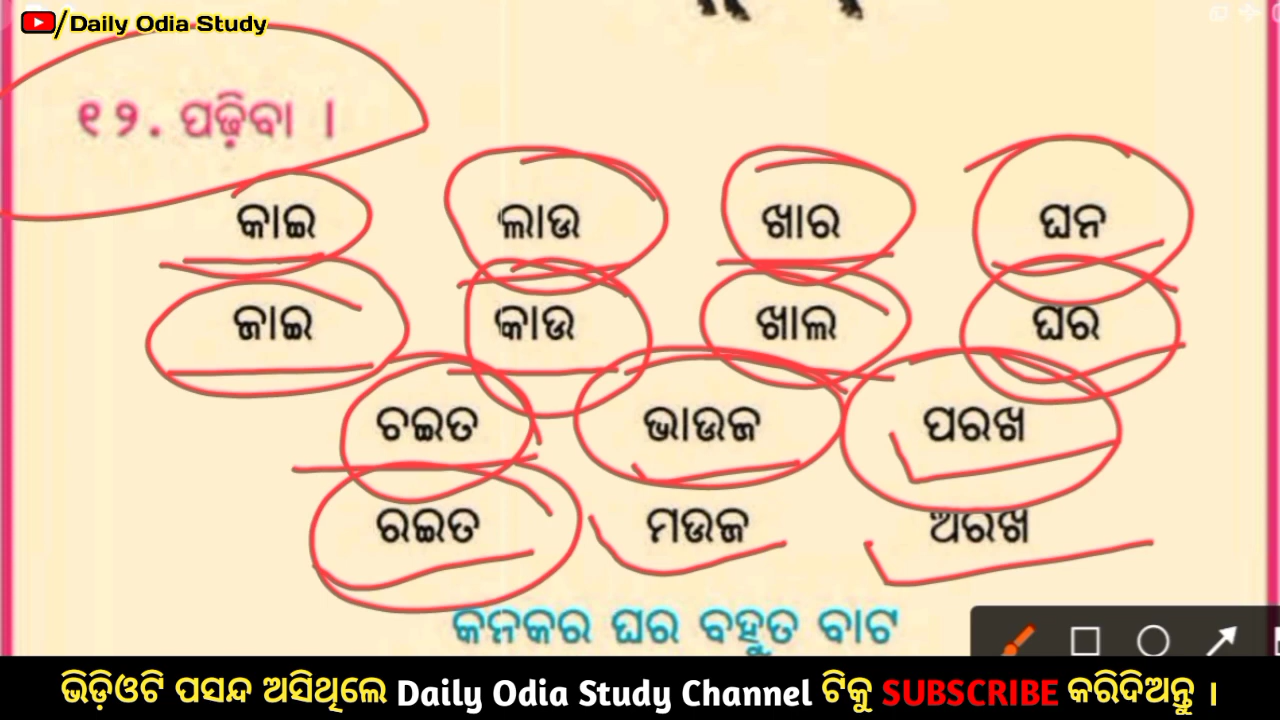 /Daily Odia Study
୧୨. ପଢ଼ିବା ।
କାଇ ଲାଉ ଖାର ଘନ
ଜାଇ କାଉ ଖାଲ ଘର
ଚଇତ ଭାଉଜ ପରଖ
ରଇତ ମଉଜ ଅରଖ
କନକର ଘର ବହୁତ ବାଟ
ଭିଡ଼ିଓଟି ପସନ୍ଦ ଅସିଥିଲେ Daily Odia Study Channel ଟିକୁ SUBSCRIBE କରିଦିଅନ୍ତୁ ।